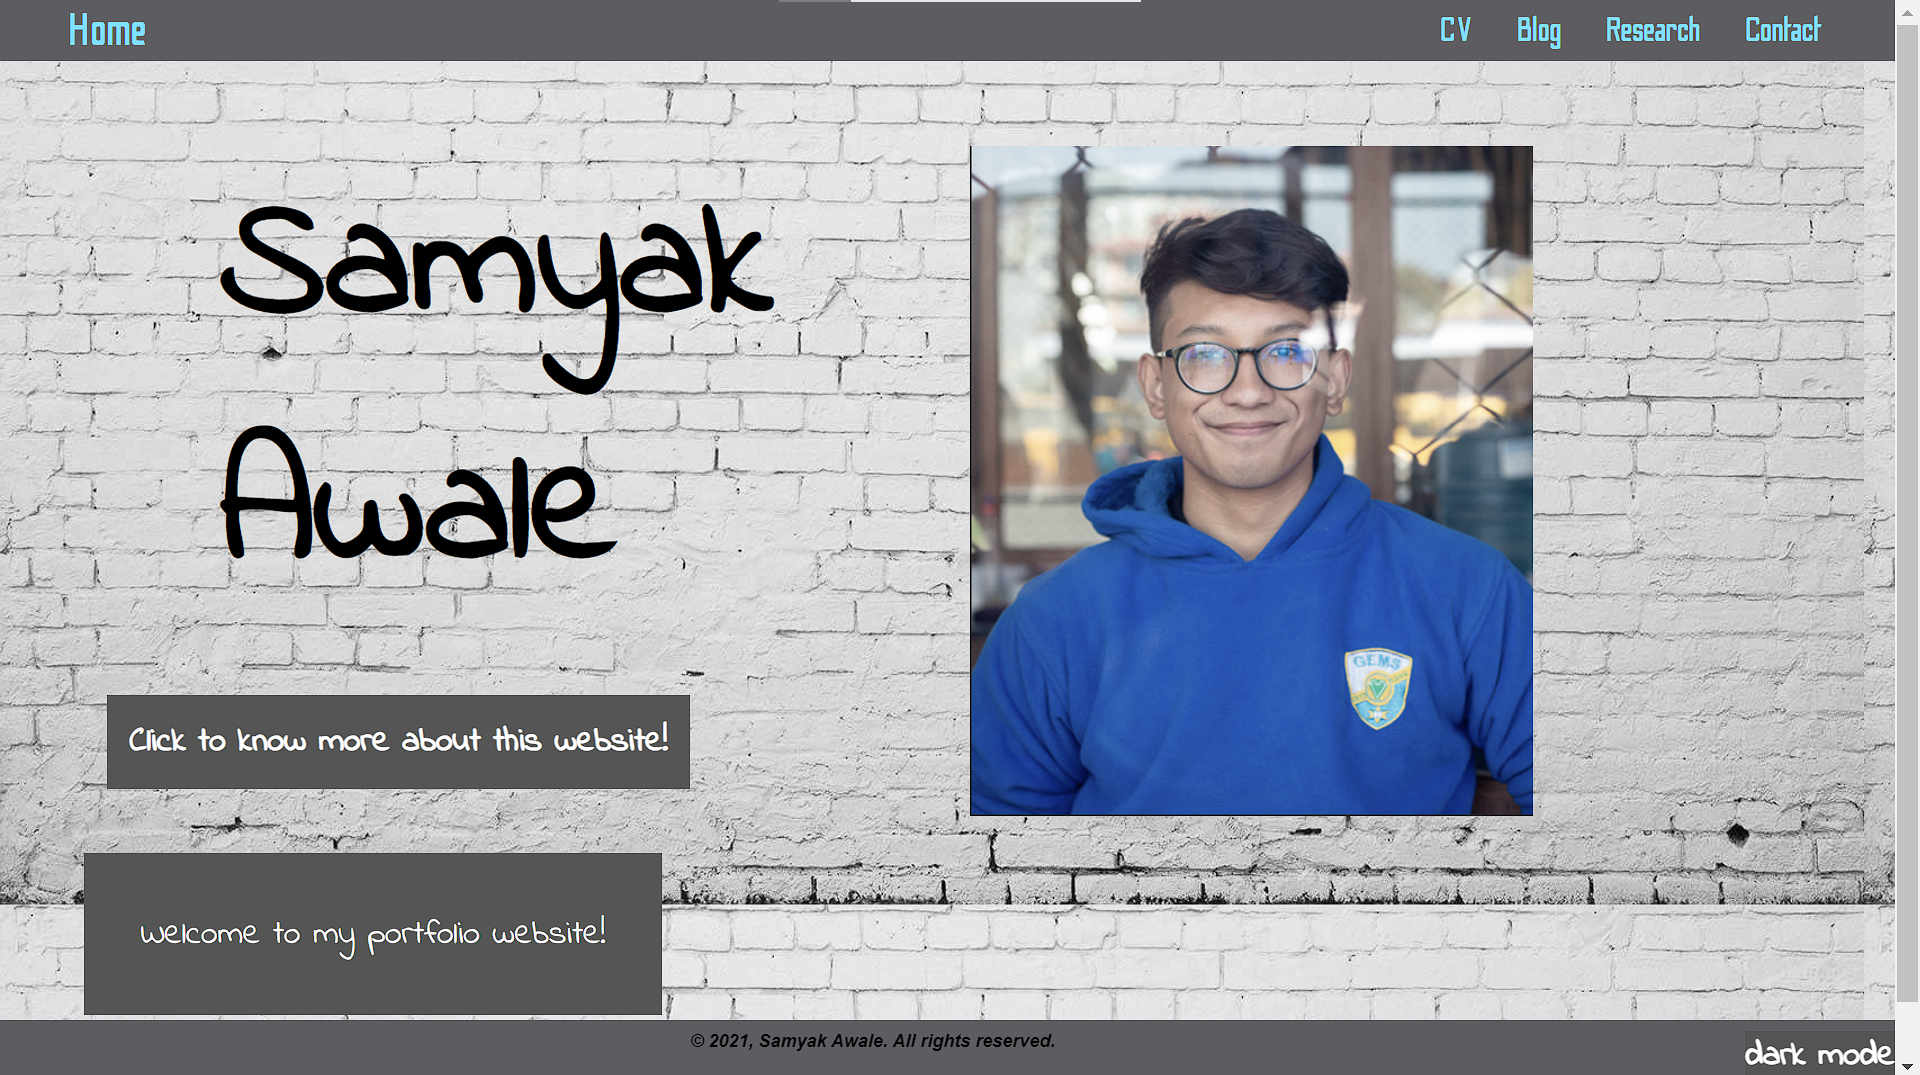 Home
CV Blog Research Contact
Samyak
Awale
GEMS
Click to know more about this website!
Welcome to my portfolio website!
© 2021, Samyak Awale. All rights reserved.
dark mode